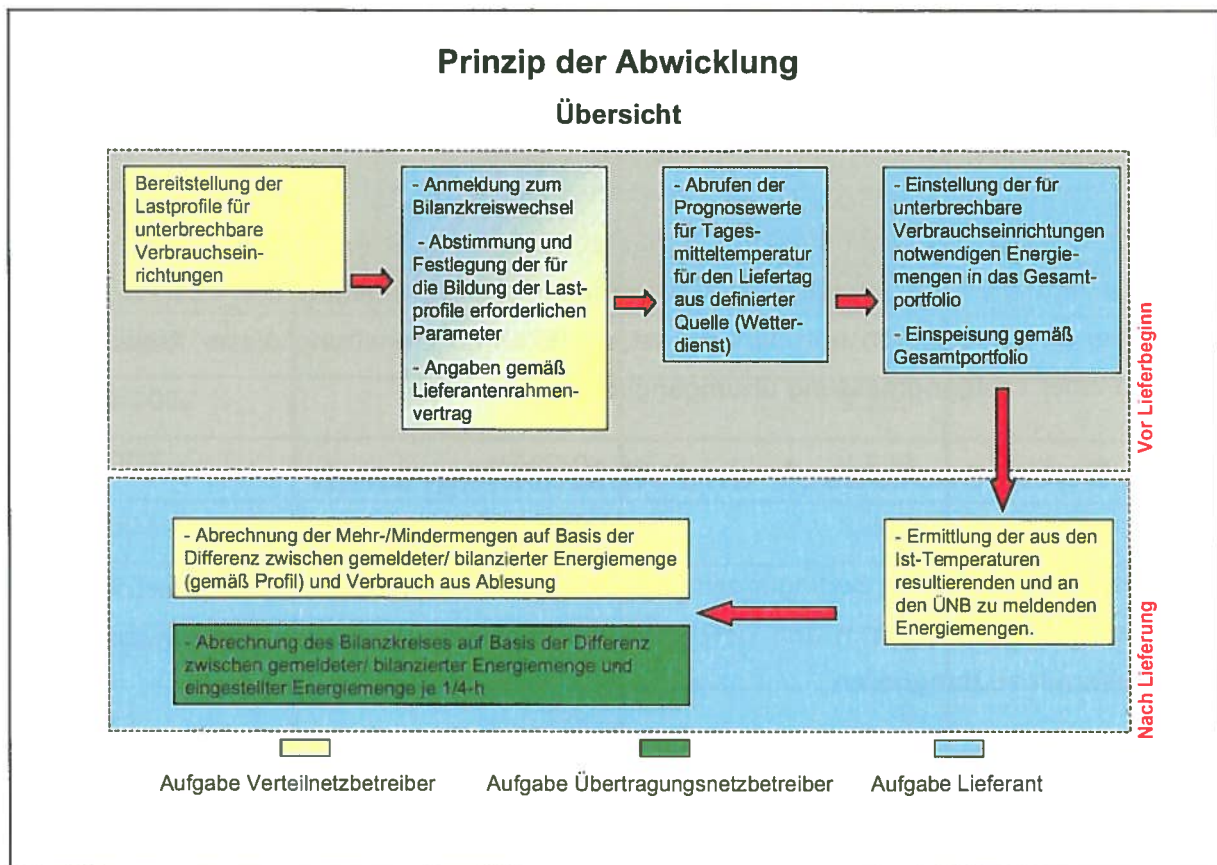 Prinzip der Abwicklung
Übersicht
Bereitstellung der
Lastprofile für
unterbrechbare
Verbrauchsein-
richtungen
- Anmeldung zum
Bilanzkreiswechsel
- Abstimmung und
Festlegung der für
die Bildung der Last-
profile erforderlichen
Parameter
- Angaben gemäß
Lieferantenrahmen-
vertrag
- Abrufen der
Prognosewerte
für Tages-
mitteltemperatur
für den Liefertag
aus definierter
Quelle (Wetter-
dienst)
- Einstellung der für
unterbrechbare
Verbrauchseinrichtungen
notwendigen Energie-
mengen in das Gesamt-
portfolio
- Einspeisung gemäß
Gesamtportfolio
Vor Lieferbeginn
- Abrechnung der Mehr-/Mindermengen auf Basis der
Differenz zwischen gemeldeter/ bilanzierter Energiemenge
(gemäß Profil) und Verbrauch aus Ablesung
- Abrechnung des Bilanzkreises auf Basis der Differenz
zwischen gemeldeter/ bilanzierter Energiemenge und
eingestellter Energiemenge je 1/4-h
- Ermittlung der aus den
Ist-Temperaturen
resultierenden und an
den ÜNB zu meldenden
Energiemengen.
Nach Lieferung
Aufgabe Verteilnetzbetreiber
Aufgabe Übertragungsnetzbetreiber
Aufgabe Lieferant